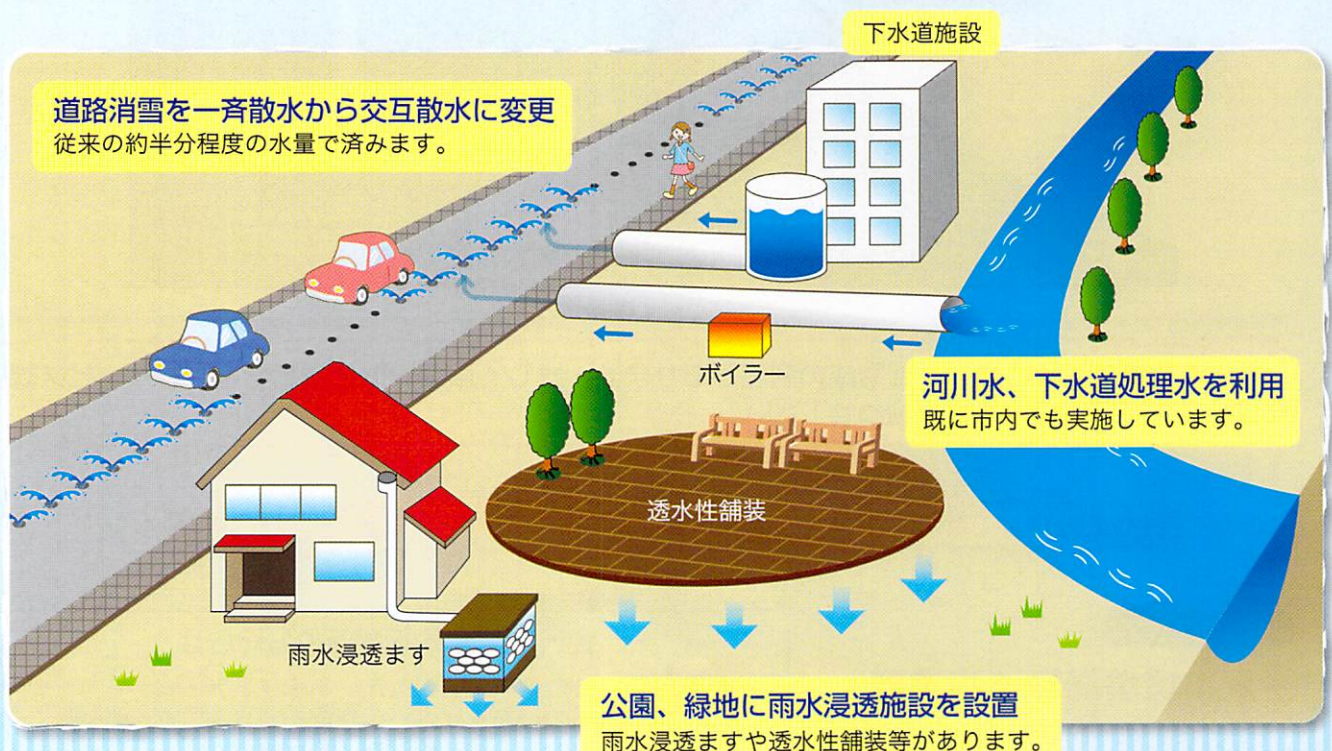 下水道施設
道路消雪を一斉散水から交互散水に変更
従来の約半分程度の水量で済みます。
ボイラー
河川水、下水道処理水を利用
既に市内でも実施しています。
透水性舗装
雨水浸透ます
公園、緑地に雨水浸透施設を設置
雨水浸透ますや透水性舗装等があります。